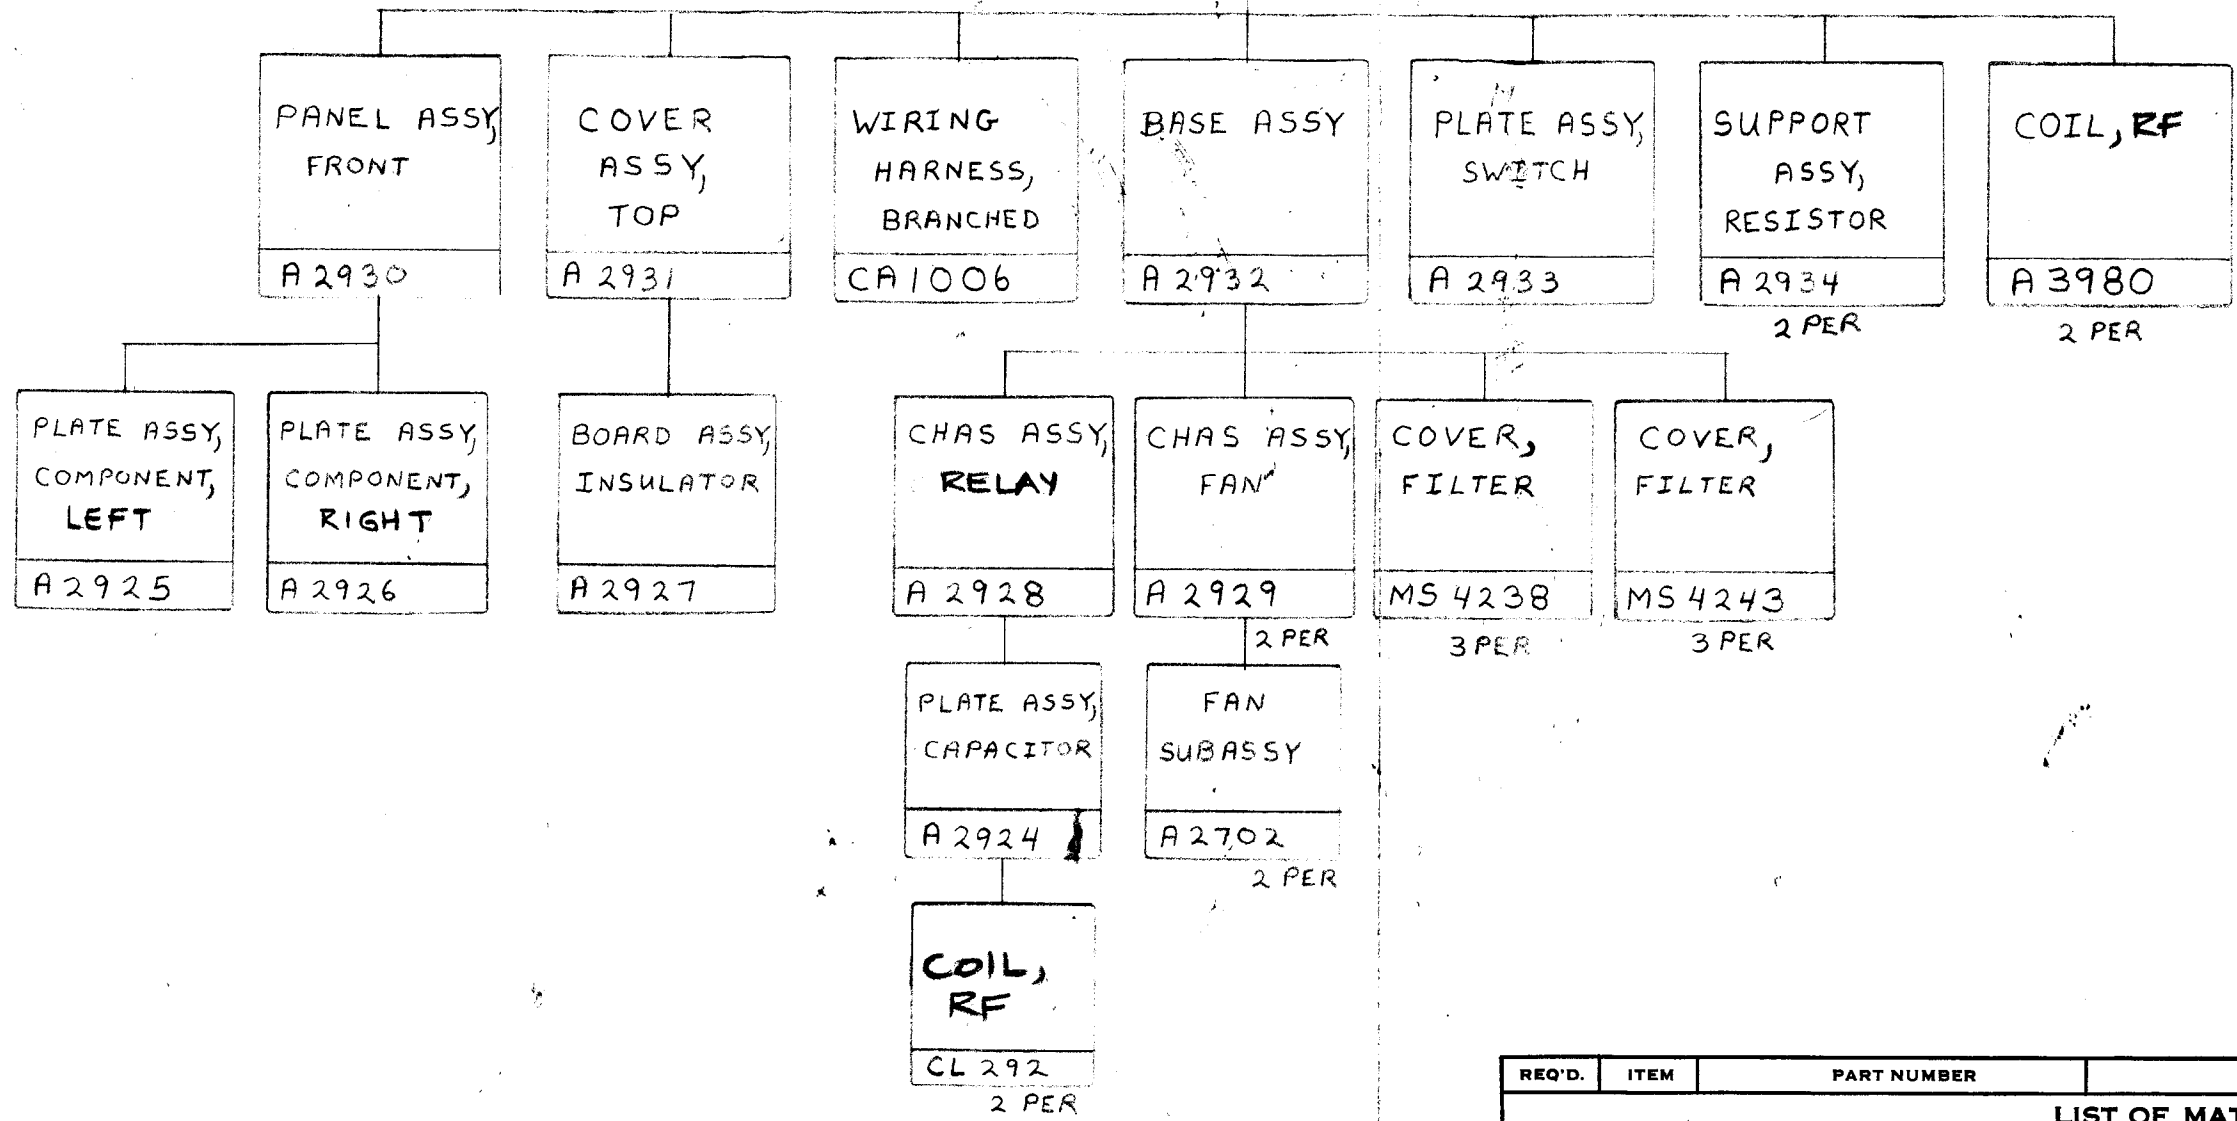 PANEL ASSY,
FRONT
A 2930
COVER
ASSY,
TOP
A 2931
WIRING
HARNESS,
BRANCHED
CA1006
BASE ASSY
A 2932
PLATE ASSY,
SWITCH
A 2933
SUPPORT
ASSY,
RESISTOR
A 2934
2 PER
COIL, RF
A 3980
2 PER
PLATE ASSY,
COMPONENT,
LEFT
A 2925
PLATE ASSY,
COMPONENT,
RIGHT
A 2926
BOARD ASSY,
INSULATOR
A 2927
CHAS ASSY,
RELAY
A 2928
CHAS ASSY,
FAN
A 2929
2 PER
COVER,
FILTER
MS 4238
3 PER
COVER,
FILTER
MS 4243
3 PER
PLATE ASSY,
CAPACITOR
A 2924
FAN
SUBASSY
A 2702
2 PER
COIL,
RF
CL 292
2 PER
REQ'D. ITEM PART NUMBER
LIST OF MAT